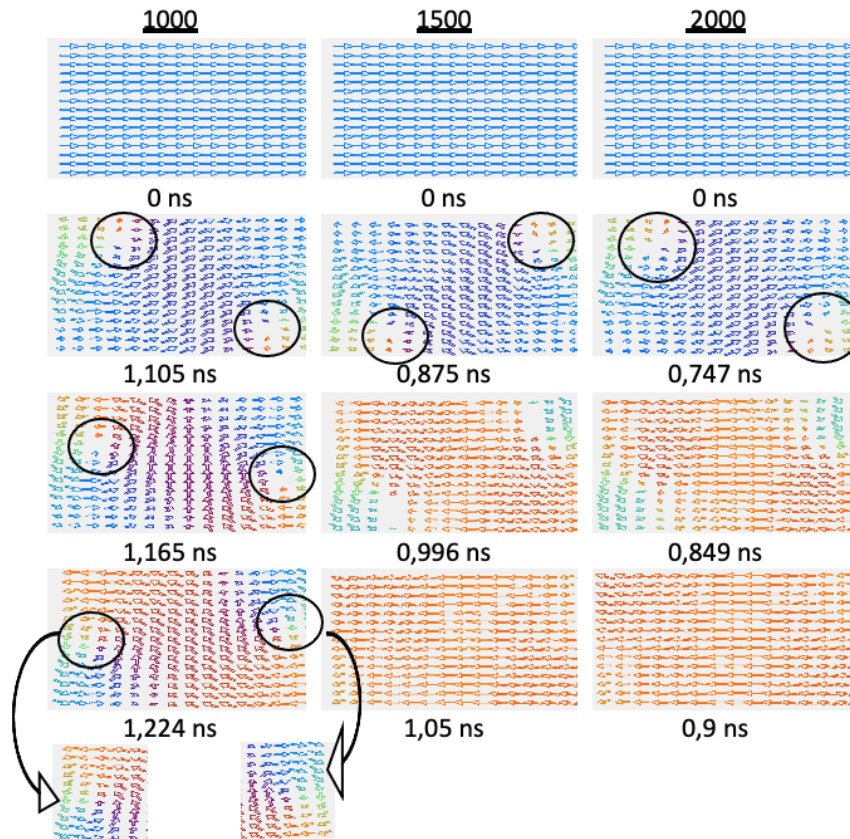 1000 1500 2000
0 ns 0 ns 0 ns
1,105 ns 0,875 ns 0,747 ns
1,165 ns 0,996 ns 0,849 ns
1,224 ns 1,05 ns 0,9 ns